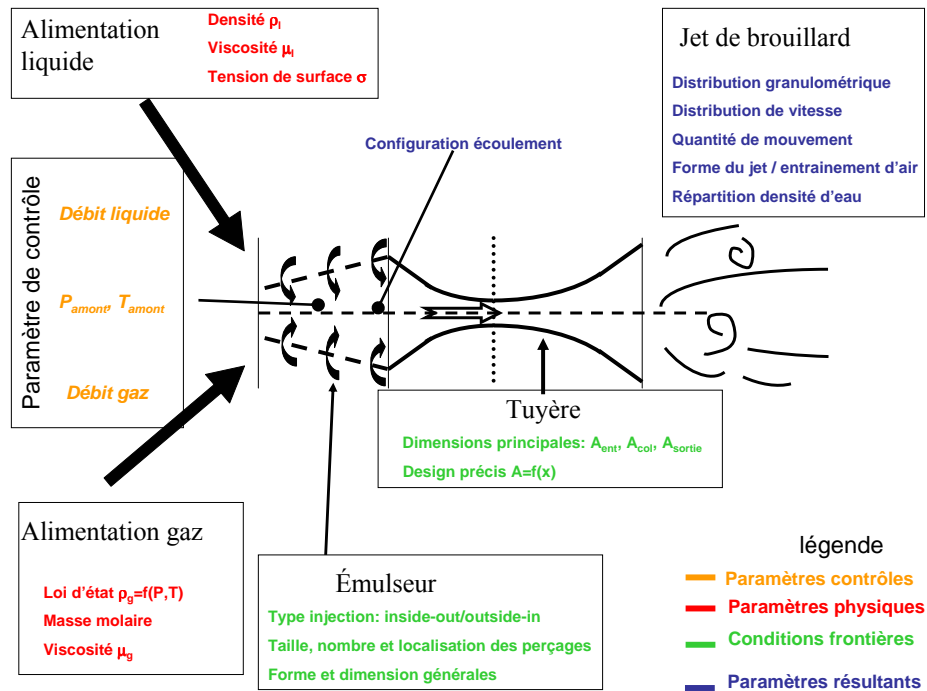 Alimentation
liquide
Densité ρl
Viscosité μl
Tension de surface σ
Jet de brouillard
Distribution granulométrique
Distribution de vitesse
Quantité de mouvement
Forme du jet / entrainement d'air
Répartition densité d'eau
Configuration écoulement
Paramètre de contrôle
Débit liquide
Pamont, Tamont
Débit gaz
Tuyère
Dimensions principales: Aent, Acol, Asortie
Design précis A=f(x)
Alimentation gaz
Loi d'état ρg=f(P,T)
Masse molaire
Viscosité μg
Émulseur
Type injection: inside-out/outside-in
Taille, nombre et localisation des perçages
Forme et dimension générales
légende
Paramètres contrôles
Paramètres physiques
Conditions frontières
Paramètres résultants